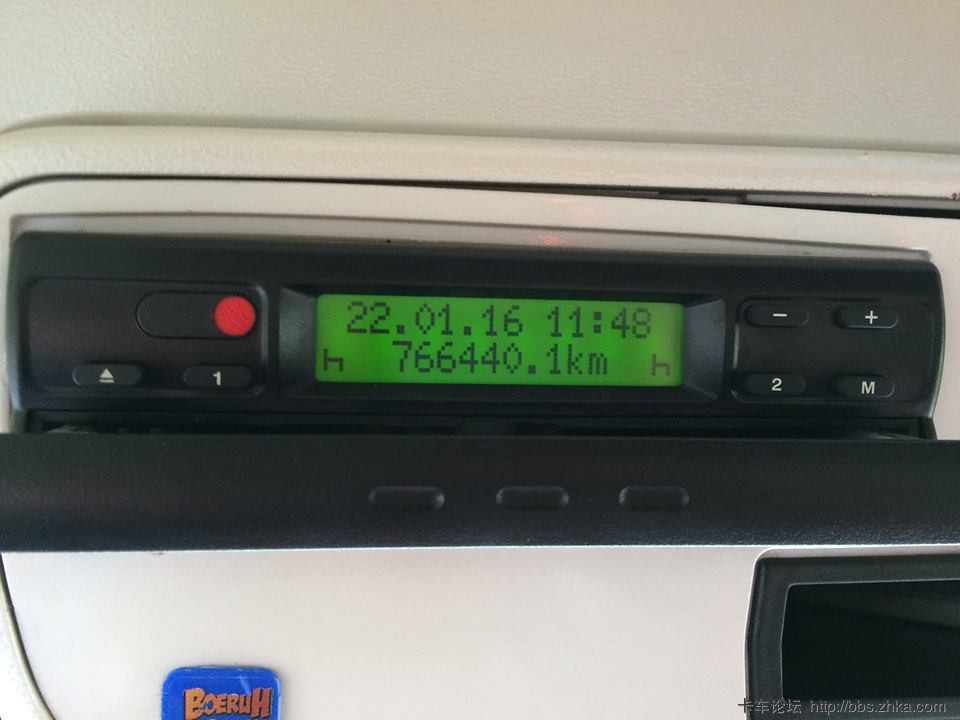 22.01.16 11:48
766440.1km
1
−
+
2
M
BOERUH
卡车论坛 http://bbs.zhka.com